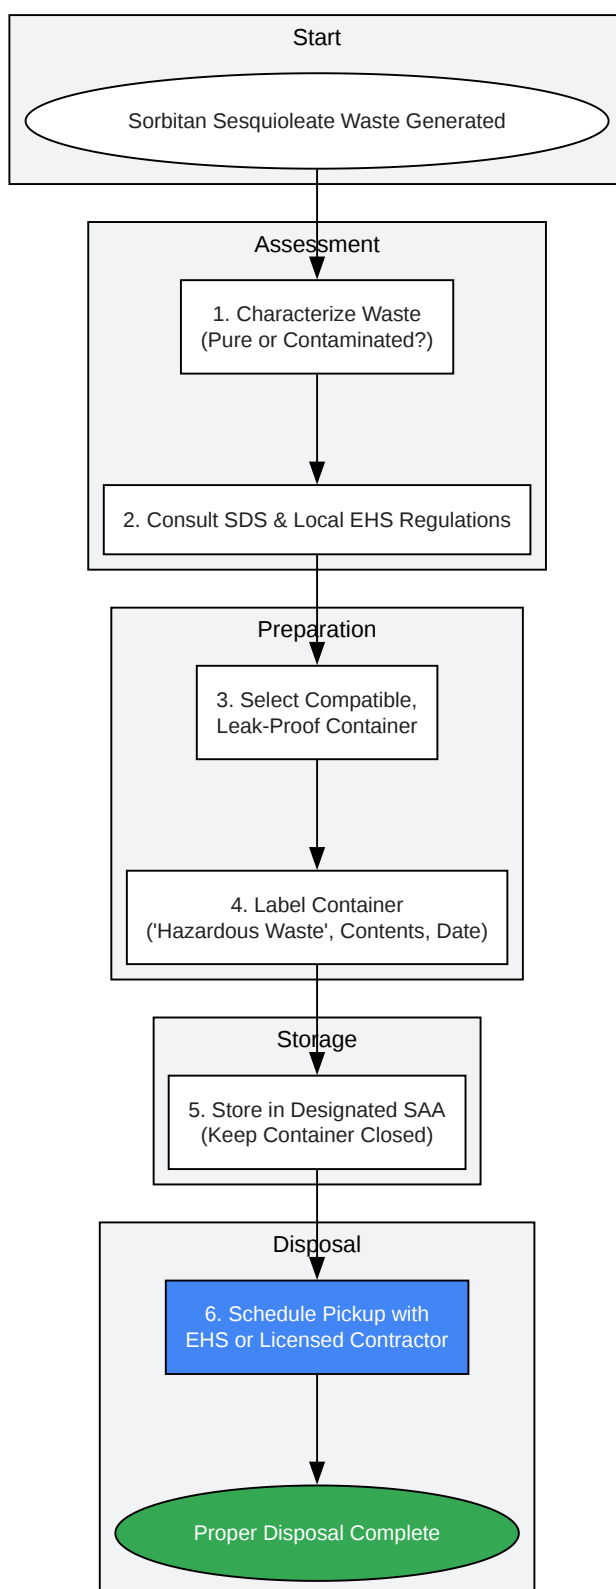 Start
Sorbitan Sesquioleate Waste Generated
Assessment
1. Characterize Waste
(Pure or Contaminated?)
2. Consult SDS & Local EHS Regulations
Preparation
3. Select Compatible,
Leak-Proof Container
4. Label Container
('Hazardous Waste', Contents, Date)
Storage
5. Store in Designated SAA
(Keep Container Closed)
Disposal
6. Schedule Pickup with
EHS or Licensed Contractor
Proper Disposal Complete